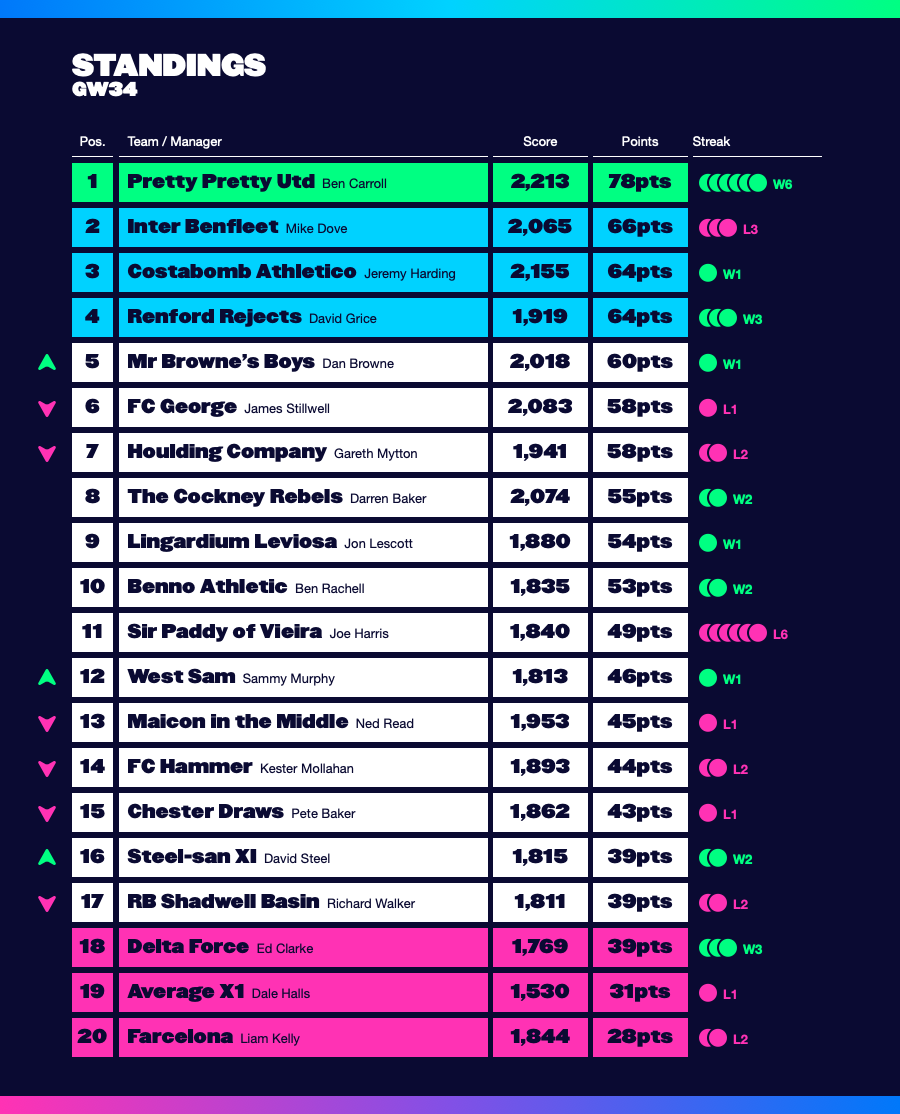 STANDINGS
GW34
Pos. Team / Manager Score Points Streak
1 Pretty Pretty Utd Ben Carroll 2,213 78pts W6
2 Inter Benfleet Mike Dove 2,065 66pts L3
3 Costabomb Athletico Jeremy Harding 2,155 64pts W1
4 Renford Rejects David Grice 1,919 64pts W3
5 Mr Browne’s Boys Dan Browne 2,018 60pts W1
6 FC George James Stillwell 2,083 58pts L1
7 Houlding Company Gareth Mytton 1,941 58pts L2
8 The Cockney Rebels Darren Baker 2,074 55pts W2
9 Lingardium Leviosa Jon Lescott 1,880 54pts W1
10 Benno Athletic Ben Rachell 1,835 53pts W2
11 Sir Paddy of Vieira Joe Harris 1,840 49pts L6
12 West Sam Sammy Murphy 1,813 46pts W1
13 Maicon in the Middle Ned Read 1,953 45pts L1
14 FC Hammer Kester Mollahan 1,893 44pts L2
15 Chester Draws Pete Baker 1,862 43pts L1
16 Steel-san XI David Steel 1,815 39pts W2
17 RB Shadwell Basin Richard Walker 1,811 39pts L2
18 Delta Force Ed Clarke 1,769 39pts W3
19 Average X1 Dale Halls 1,530 31pts L1
20 Farcelona Liam Kelly 1,844 28pts L2